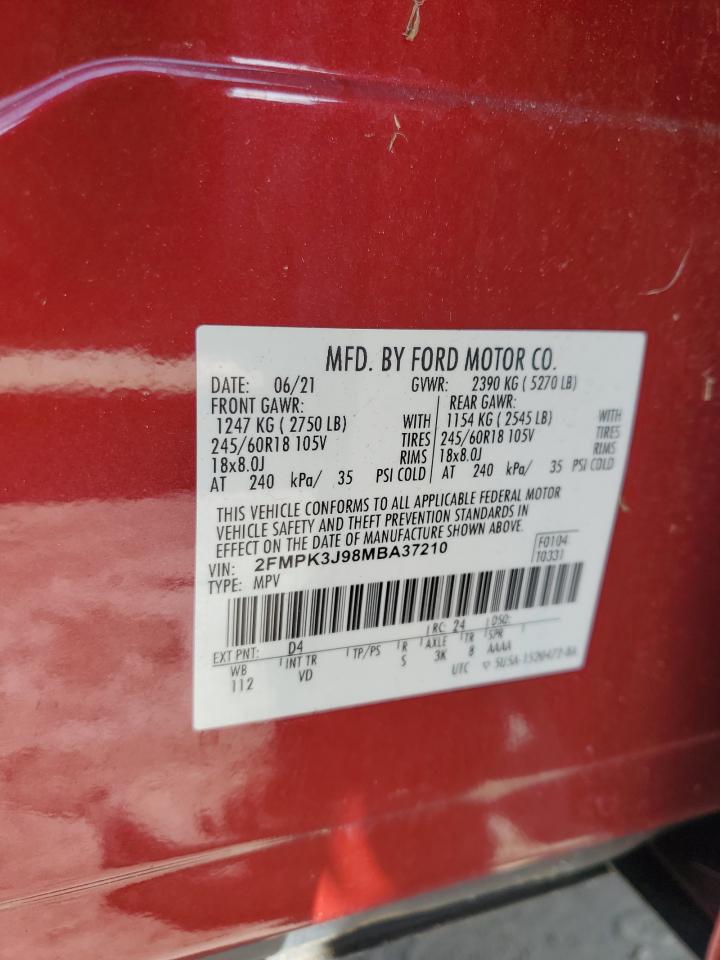 MFD. BY FORD MOTOR CO.
DATE: 06/21 GVWR: 2390 KG ( 5270 LB)
FRONT GAWR: REAR GAWR:
1247 KG ( 2750 LB) WITH 1154 KG ( 2545 LB) WITH
245/60R18 105V TIRES 245/60R18 105V TIRES
18x8.0J RIMS 18x8.0J RIMS
AT 240 kPa/ 35 PSI COLD AT 240 kPa/ 35 PSI COLD
THIS VEHICLE CONFORMS TO ALL APPLICABLE FEDERAL MOTOR
VEHICLE SAFETY AND THEFT PREVENTION STANDARDS IN
EFFECT ON THE DATE OF MANUFACTURE SHOWN ABOVE.
VIN: 2FMPK3J98MBA37210 F0104
TYPE: MPV T0331
EXT PNT: D4 RC: 24 DSO:
WB INT TR TP/PS R AXLE TR SPR
112 VD S 3K 8 AAAA
UTC ▽ 5U5A-1520472-BA